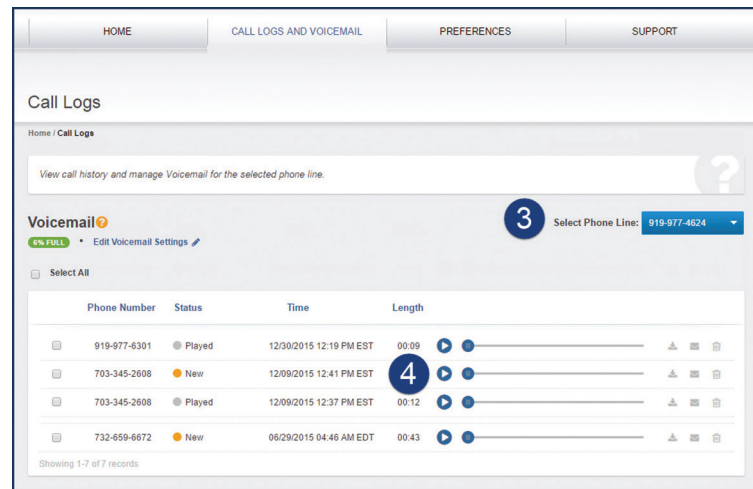 HOME CALL LOGS AND VOICEMAIL PREFERENCES SUPPORT
Call Logs
Home / Call Logs
View call history and manage Voicemail for the selected phone line.
?
Voicemail ? 3 Select Phone Line: 919-977-4624
6% FULL • Edit Voicemail Settings
Select All
Phone Number Status Time Length
919-977-6301 Played 12/30/2015 12:19 PM EST 00:09
703-345-2608 New 12/09/2015 12:41 PM EST 4
703-345-2608 Played 12/09/2015 12:37 PM EST 00:12
732-659-6672 New 06/29/2015 04:46 AM EDT 00:43
Showing 1-7 of 7 records